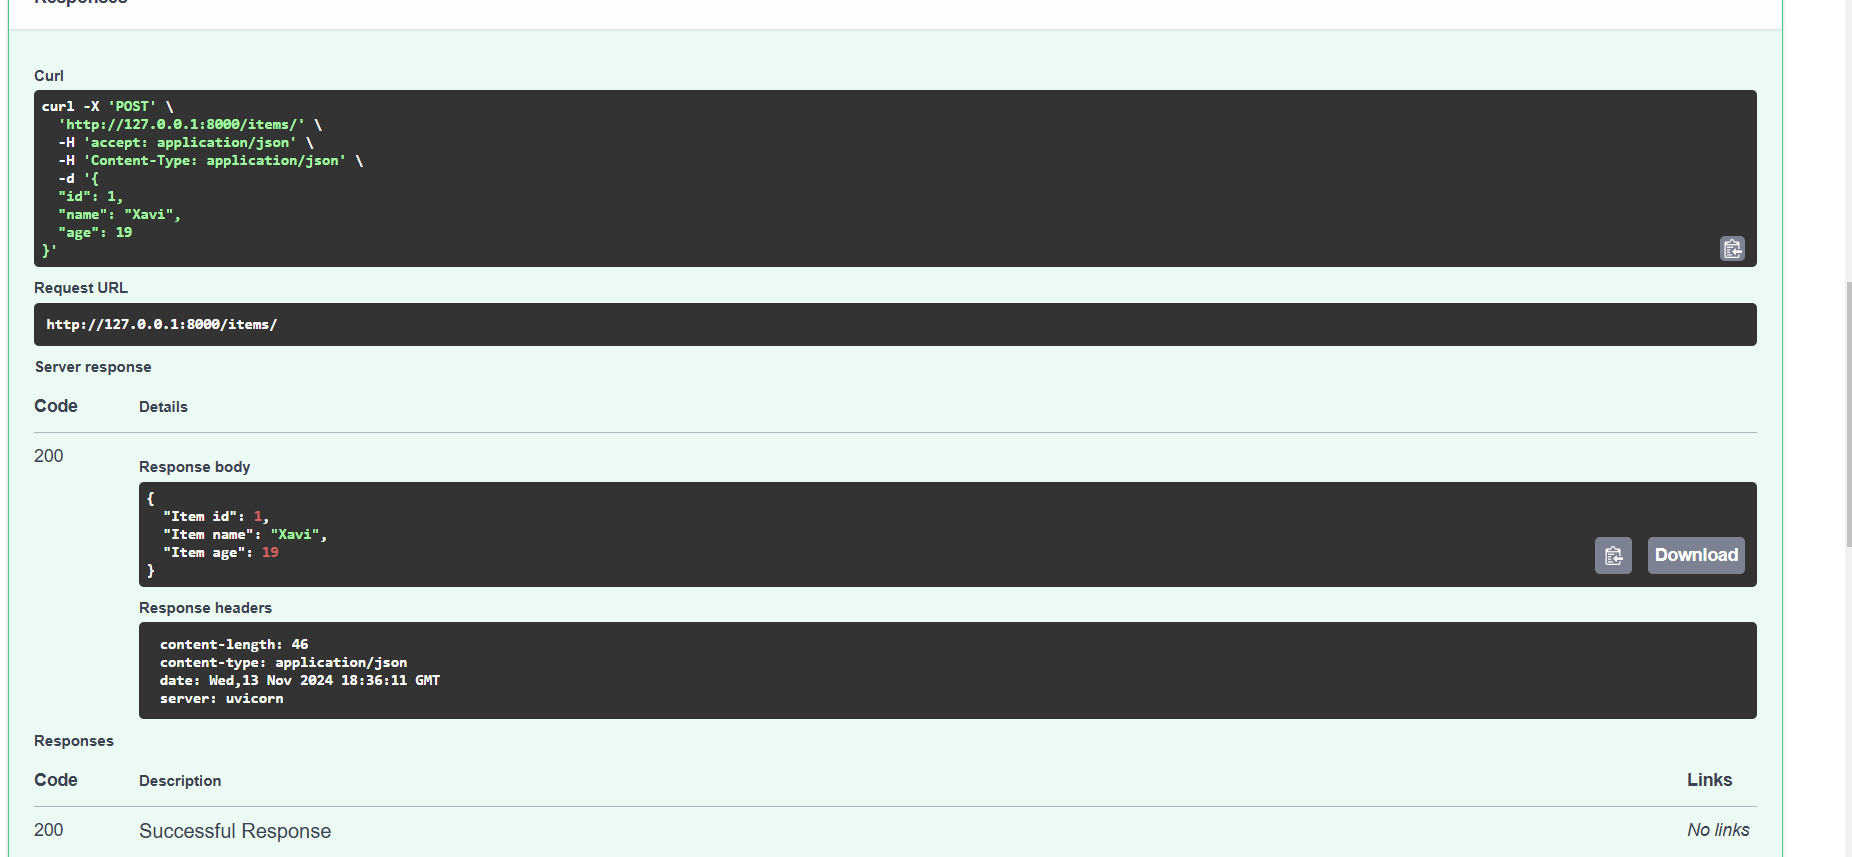 Responses
Curl
curl -X 'POST' \
'http://127.0.0.1:8000/items/' \
-H 'accept: application/json' \
-H 'Content-Type: application/json' \
-d '{
"id": 1,
"name": "Xavi",
"age": 19
}'
Request URL
http://127.0.0.1:8000/items/
Server response
Code Details
200
Response body
{
"Item id": 1,
"Item name": "Xavi",
"Item age": 19
}
Download
Response headers
content-length: 46
content-type: application/json
date: Wed,13 Nov 2024 18:36:11 GMT
server: uvicorn
Responses
Code Description Links
200 Successful Response No links